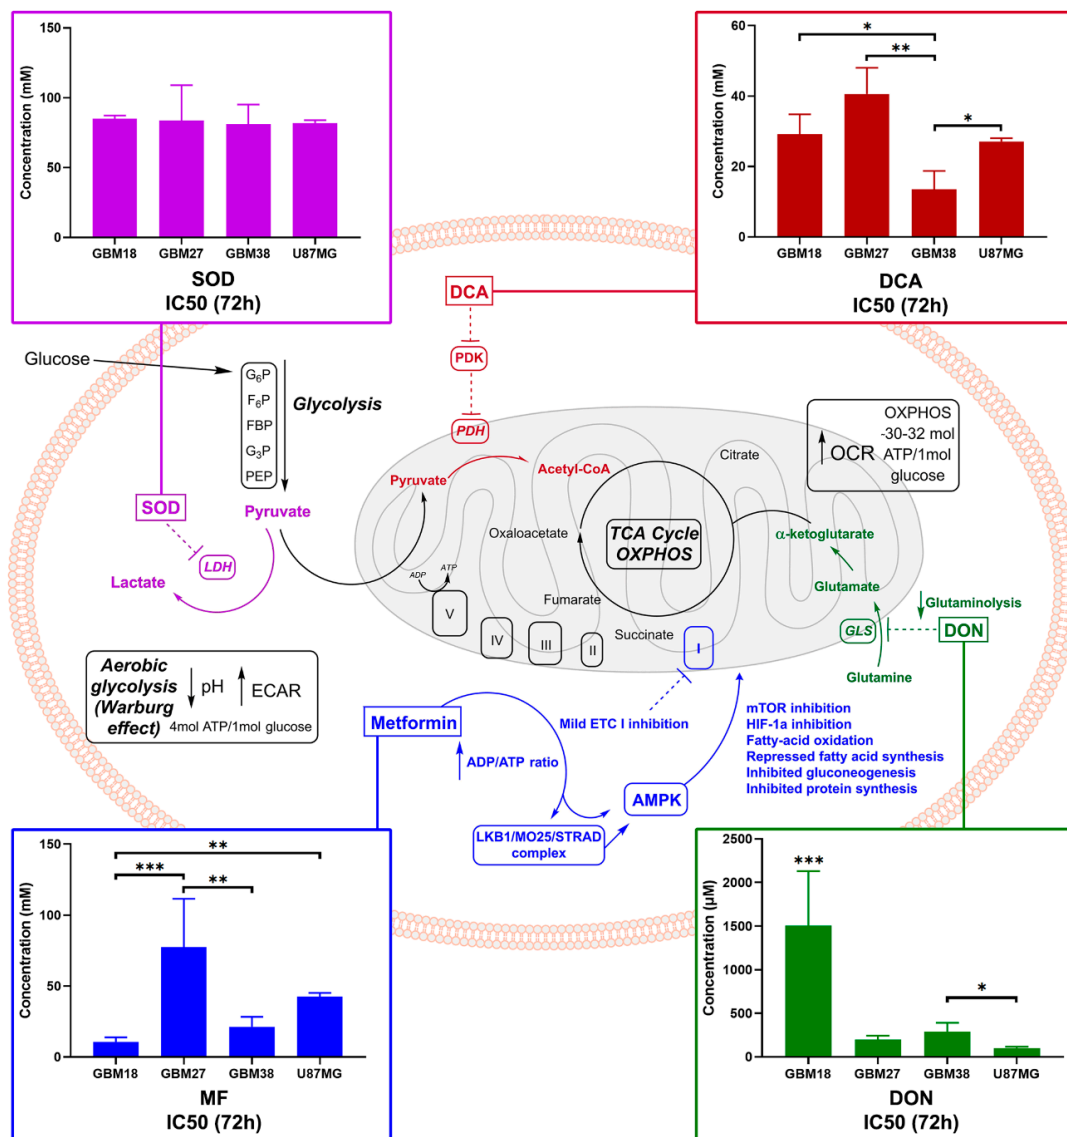 Concentration (mM)
150
100
50
0
GBM18 GBM27 GBM38 U87MG
SOD
IC50 (72h)
Concentration (mM)
60
40
20
0
*
**
*
GBM18 GBM27 GBM38 U87MG
DCA
IC50 (72h)
DCA
PDK
PDH
Glucose
G6P
F6P
FBP
G3P
PEP
Glycolysis
SOD
Pyruvate
LDH
Lactate
Pyruvate
Acetyl-CoA
Citrate
Oxaloacetate
TCA Cycle
OXPHOS
α-ketoglutarate
Glutamate
Fumarate
Succinate
ADP
ATP
V
IV
III
II
I
OCR
OXPHOS
-30-32 mol
ATP/1mol
glucose
Glutaminolysis
GLS
DON
Glutamine
Aerobic
glycolysis
(Warburg
effect)
pH
ECAR
4mol ATP/1mol glucose
Metformin
ADP/ATP ratio
Mild ETC I inhibition
AMPK
LKB1/MO25/STRAD
complex
mTOR inhibition
HIF-1a inhibition
Fatty-acid oxidation
Repressed fatty acid synthesis
Inhibited gluconeogenesis
Inhibited protein synthesis
Concentration (mM)
150
100
50
0
**
***
**
GBM18 GBM27 GBM38 U87MG
MF
IC50 (72h)
Concentration (µM)
2500
2000
1500
1000
500
0
***
*
GBM18 GBM27 GBM38 U87MG
DON
IC50 (72h)